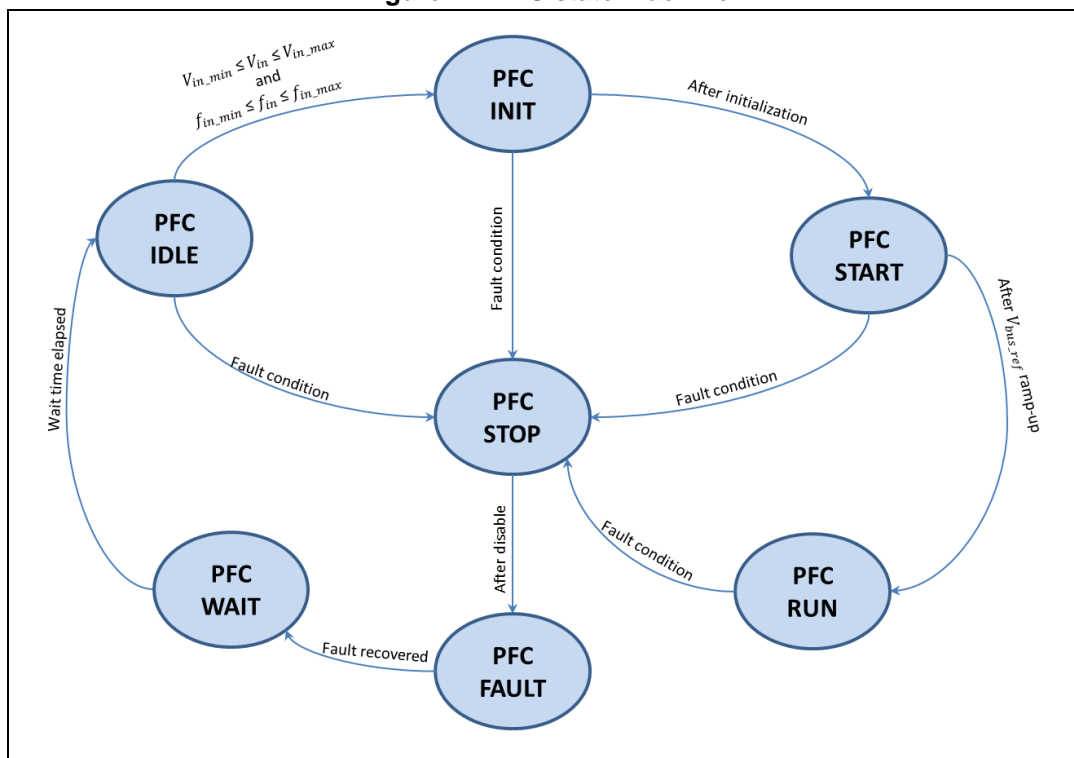 V_in_min ≤ V_in ≤ V_in_max
and
f_in_min ≤ f_in ≤ f_in_max
PFC
INIT
After initialization
PFC
IDLE
Fault condition
PFC
START
Wait time elapsed
Fault condition
Fault condition
After V_bus_ref ramp-up
PFC
STOP
PFC
WAIT
After disable
Fault condition
PFC
RUN
Fault recovered
PFC
FAULT